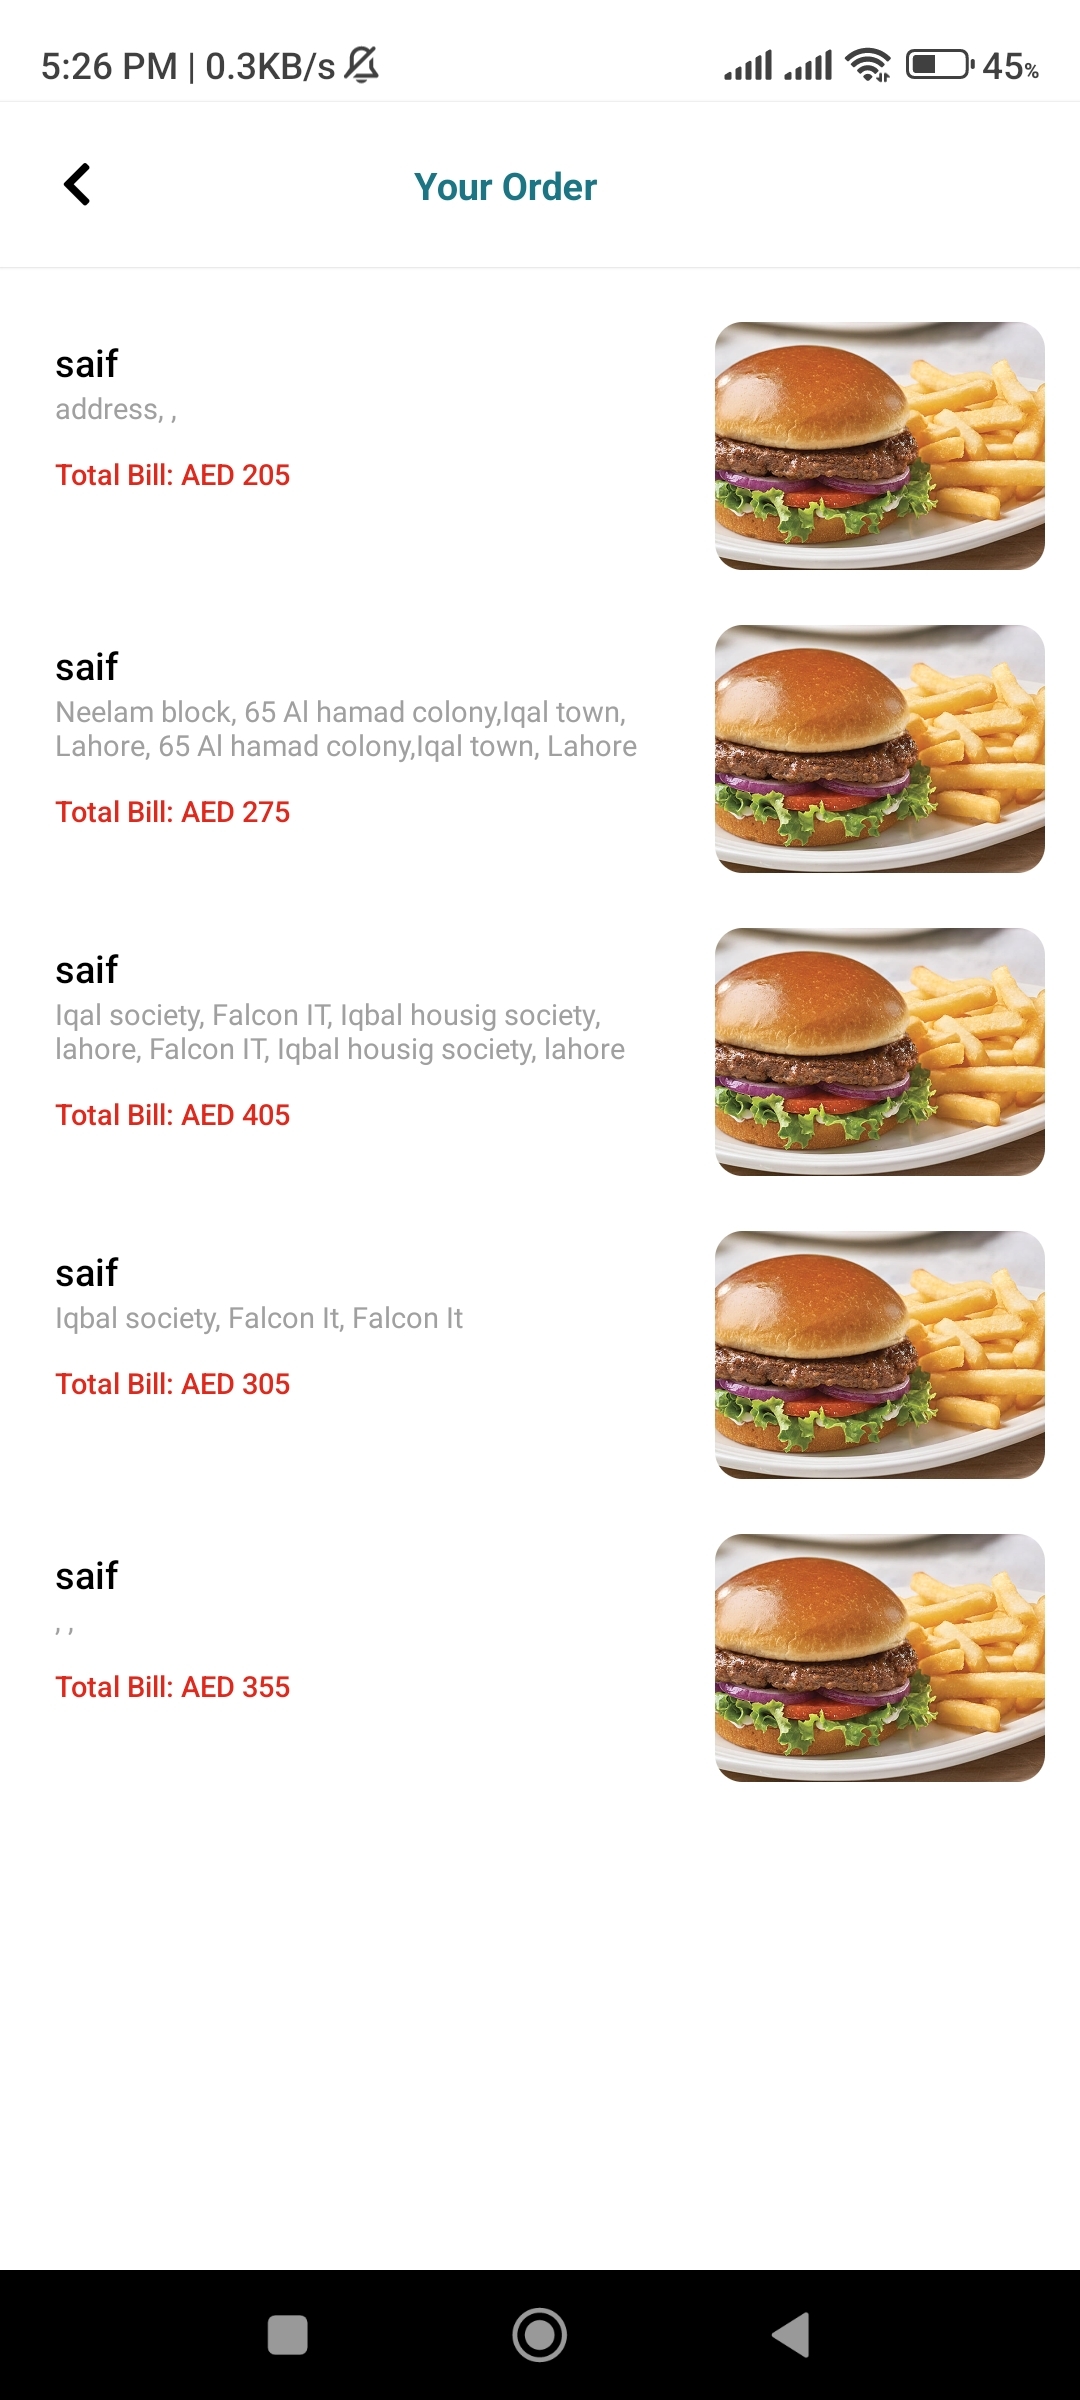 5:26 PM | 0.3KB/s 45%
Your Order
saif
address, ,
Total Bill: AED 205
saif
Neelam block, 65 Al hamad colony,Iqal town,
Lahore, 65 Al hamad colony,Iqal town, Lahore
Total Bill: AED 275
saif
Iqal society, Falcon IT, Iqbal housig society,
lahore, Falcon IT, Iqbal housig society, lahore
Total Bill: AED 405
saif
Iqbal society, Falcon It, Falcon It
Total Bill: AED 305
saif
, ,
Total Bill: AED 355